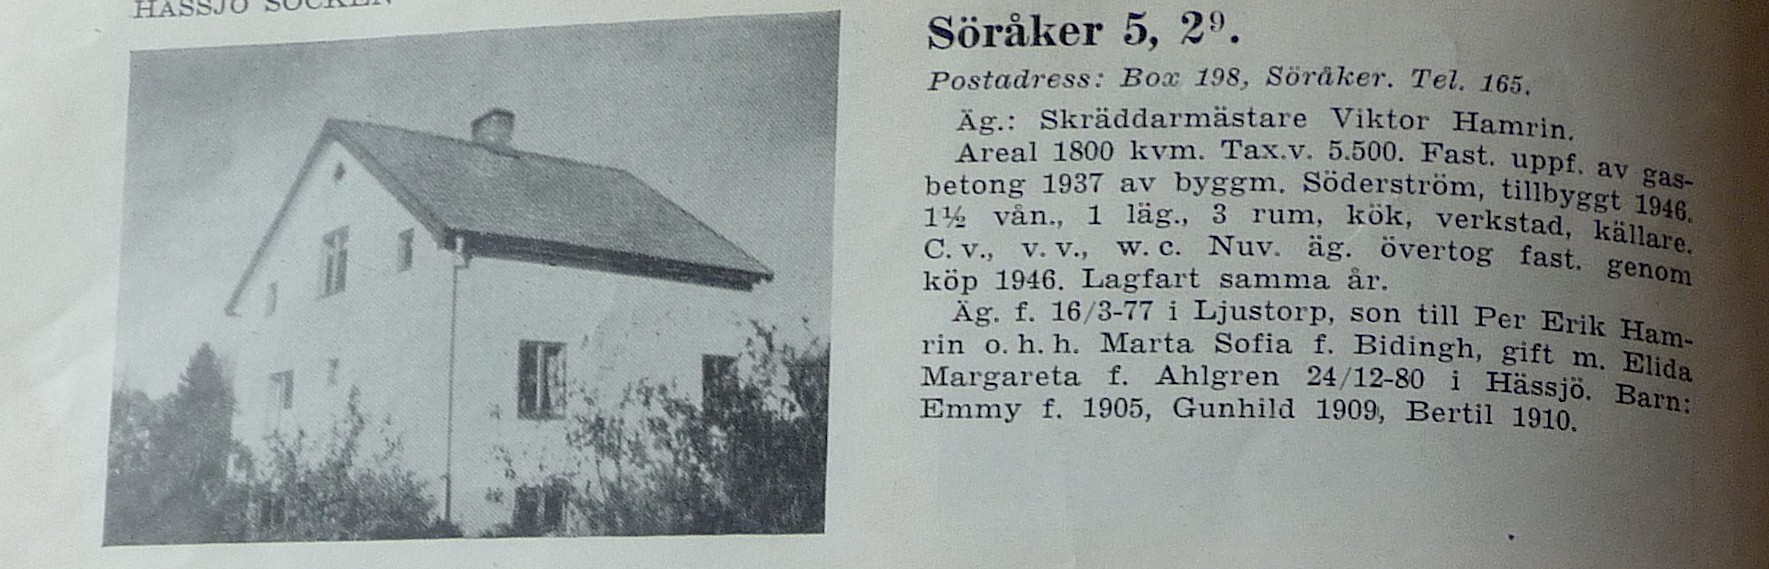 HÄSSJÖ SOCKEN
Söråker 5, 2⁹.
Postadress: Box 198, Söråker. Tel. 165.
Äg.: Skräddarmästare Viktor Hamrin.
Areal 1800 kvm. Tax.v. 5.500. Fast. uppf. av gas-
betong 1937 av byggm. Söderström, tillbyggt 1946.
1½ vån., 1 läg., 3 rum, kök, verkstad, källare.
C. v., v. v., w. c. Nuv. äg. övertog fast. genom
köp 1946. Lagfart samma år.
Äg. f. 16/3-77 i Ljustorp, son till Per Erik Ham-
rin o. h. h. Marta Sofia f. Bidingh, gift m. Elida
Margareta f. Ahlgren 24/12-80 i Hässjö. Barn:
Emmy f. 1905, Gunhild 1909, Bertil 1910.